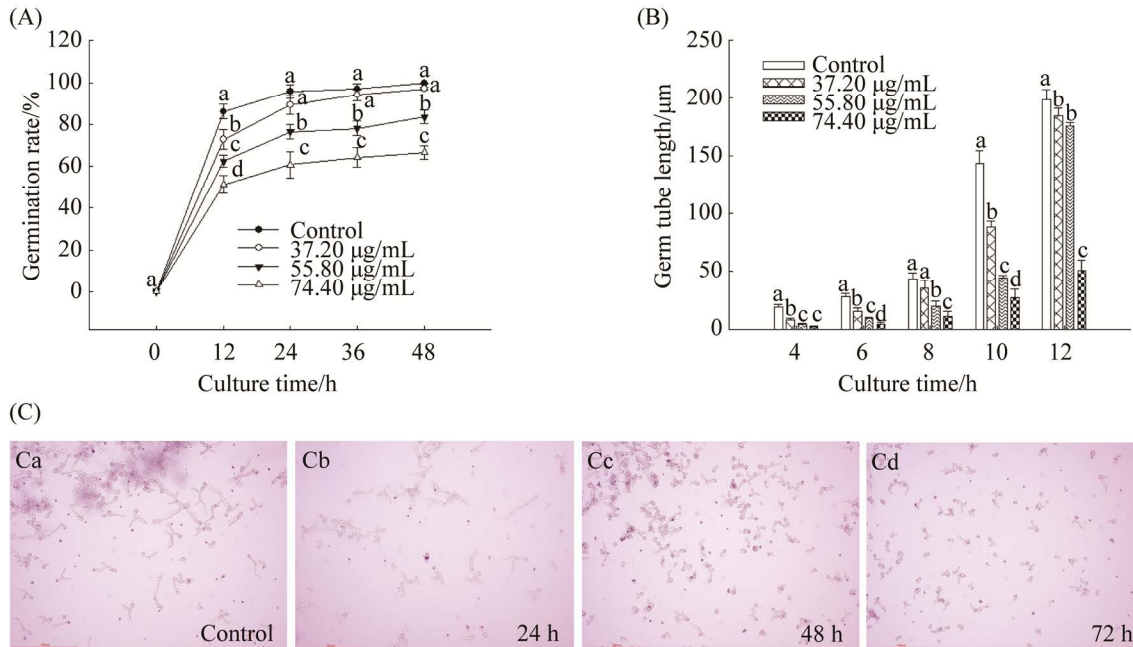 (A)
120
100
80
60
40
20
0
Germination rate/%
a
a
a
a
a
b
c
d
a
b
c
a
b
c
a
b
c
Control
37.20 μg/mL
55.80 μg/mL
74.40 μg/mL
0 12 24 36 48
Culture time/h
(B)
250
200
150
100
50
0
Germ tube length/μm
Control
37.20 μg/mL
55.80 μg/mL
74.40 μg/mL
a b c c
a b c d
a a b c
a b c d
a b b c
4 6 8 10 12
Culture time/h
(C)
Ca Control
Cb 24 h
Cc 48 h
Cd 72 h